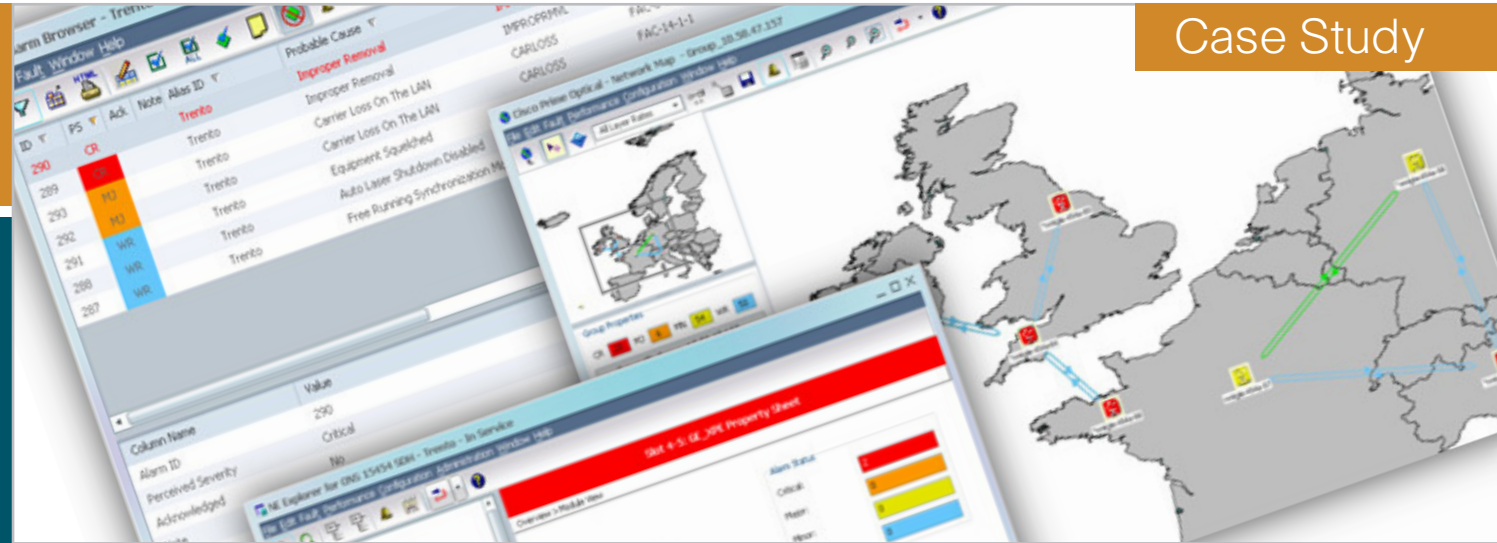 Case Study
Alarm Browser - Trento
Fault Window Help
ID PS Ack Note Alias ID Probable Cause
290 CR Trento Improper Removal IMPROPRMVL
289 CR Trento Improper Removal CARLOSS FAC-14-1-1
293 MJ Trento Carrier Loss On The LAN CARLOSS
292 MJ Trento Carrier Loss On The LAN
291 WR Trento Equipment Squelched
288 WR Trento Auto Laser Shutdown Disabled
287 WR Trento Free Running Synchronization
Column Name Value
Alarm ID 290
Perceived Severity Critical
Acknowledged No
Cisco Prime Optical - Network Map - Group_10.58.47.157
File Edit Fault Performance Configuration Window Help
All Layer Rates
Group Properties
CR MJ MN WR
NE Explorer for ONS 15454 SDH - Trento - In Service
File Edit Fault Performance Configuration Administration Window Help
Slot 4-5: GE_XPE Property Sheet
Overview > Module View
Alarm Status
Critical:
Major:
Minor: